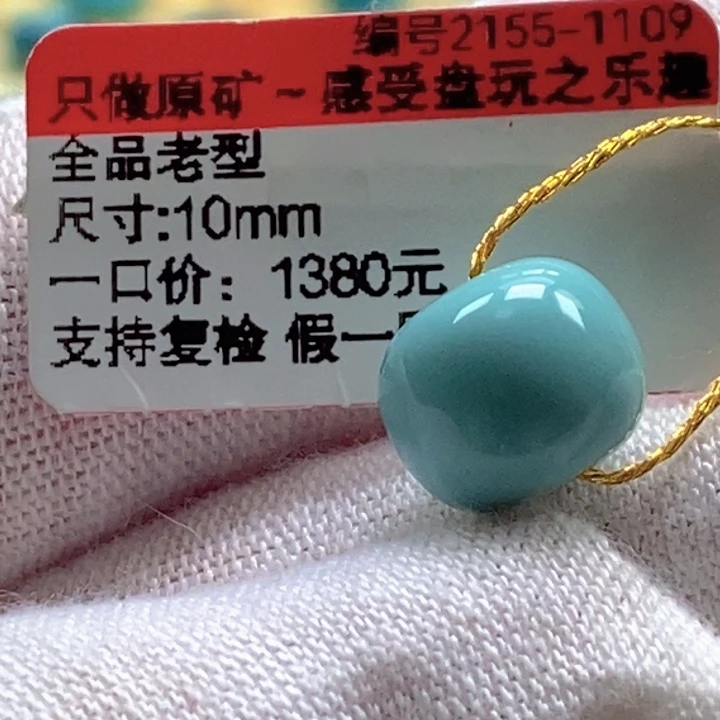 编号2155-1109
只做原矿~感受盘玩之乐趣
全品老型
尺寸:10mm
一口价：1380元
支持复检 假一